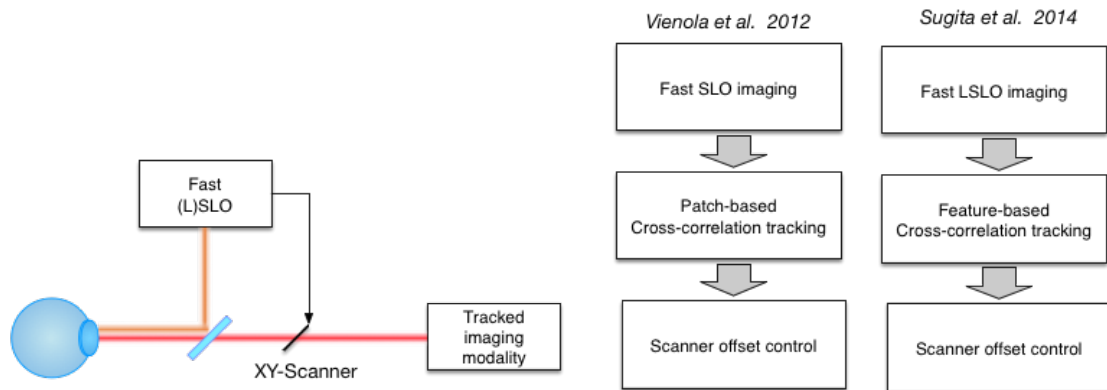 Fast
(L)SLO
XY-Scanner
Tracked
imaging
modality
Vienola et al.  2012
Fast SLO imaging
Patch-based
Cross-correlation tracking
Scanner offset control
Sugita et al.  2014
Fast LSLO imaging
Feature-based
Cross-correlation tracking
Scanner offset control